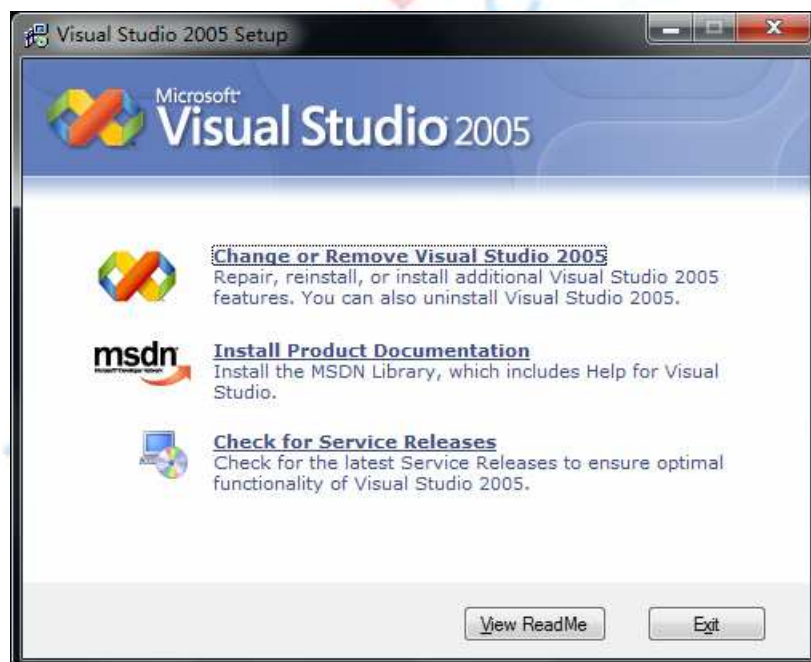 Visual Studio 2005 Setup
Microsoft
Visual Studio 2005
Change or Remove Visual Studio 2005
Repair, reinstall, or install additional Visual Studio 2005
features. You can also uninstall Visual Studio 2005.
msdn
Install Product Documentation
Install the MSDN Library, which includes Help for Visual
Studio.
Check for Service Releases
Check for the latest Service Releases to ensure optimal
functionality of Visual Studio 2005.
View ReadMe
Exit